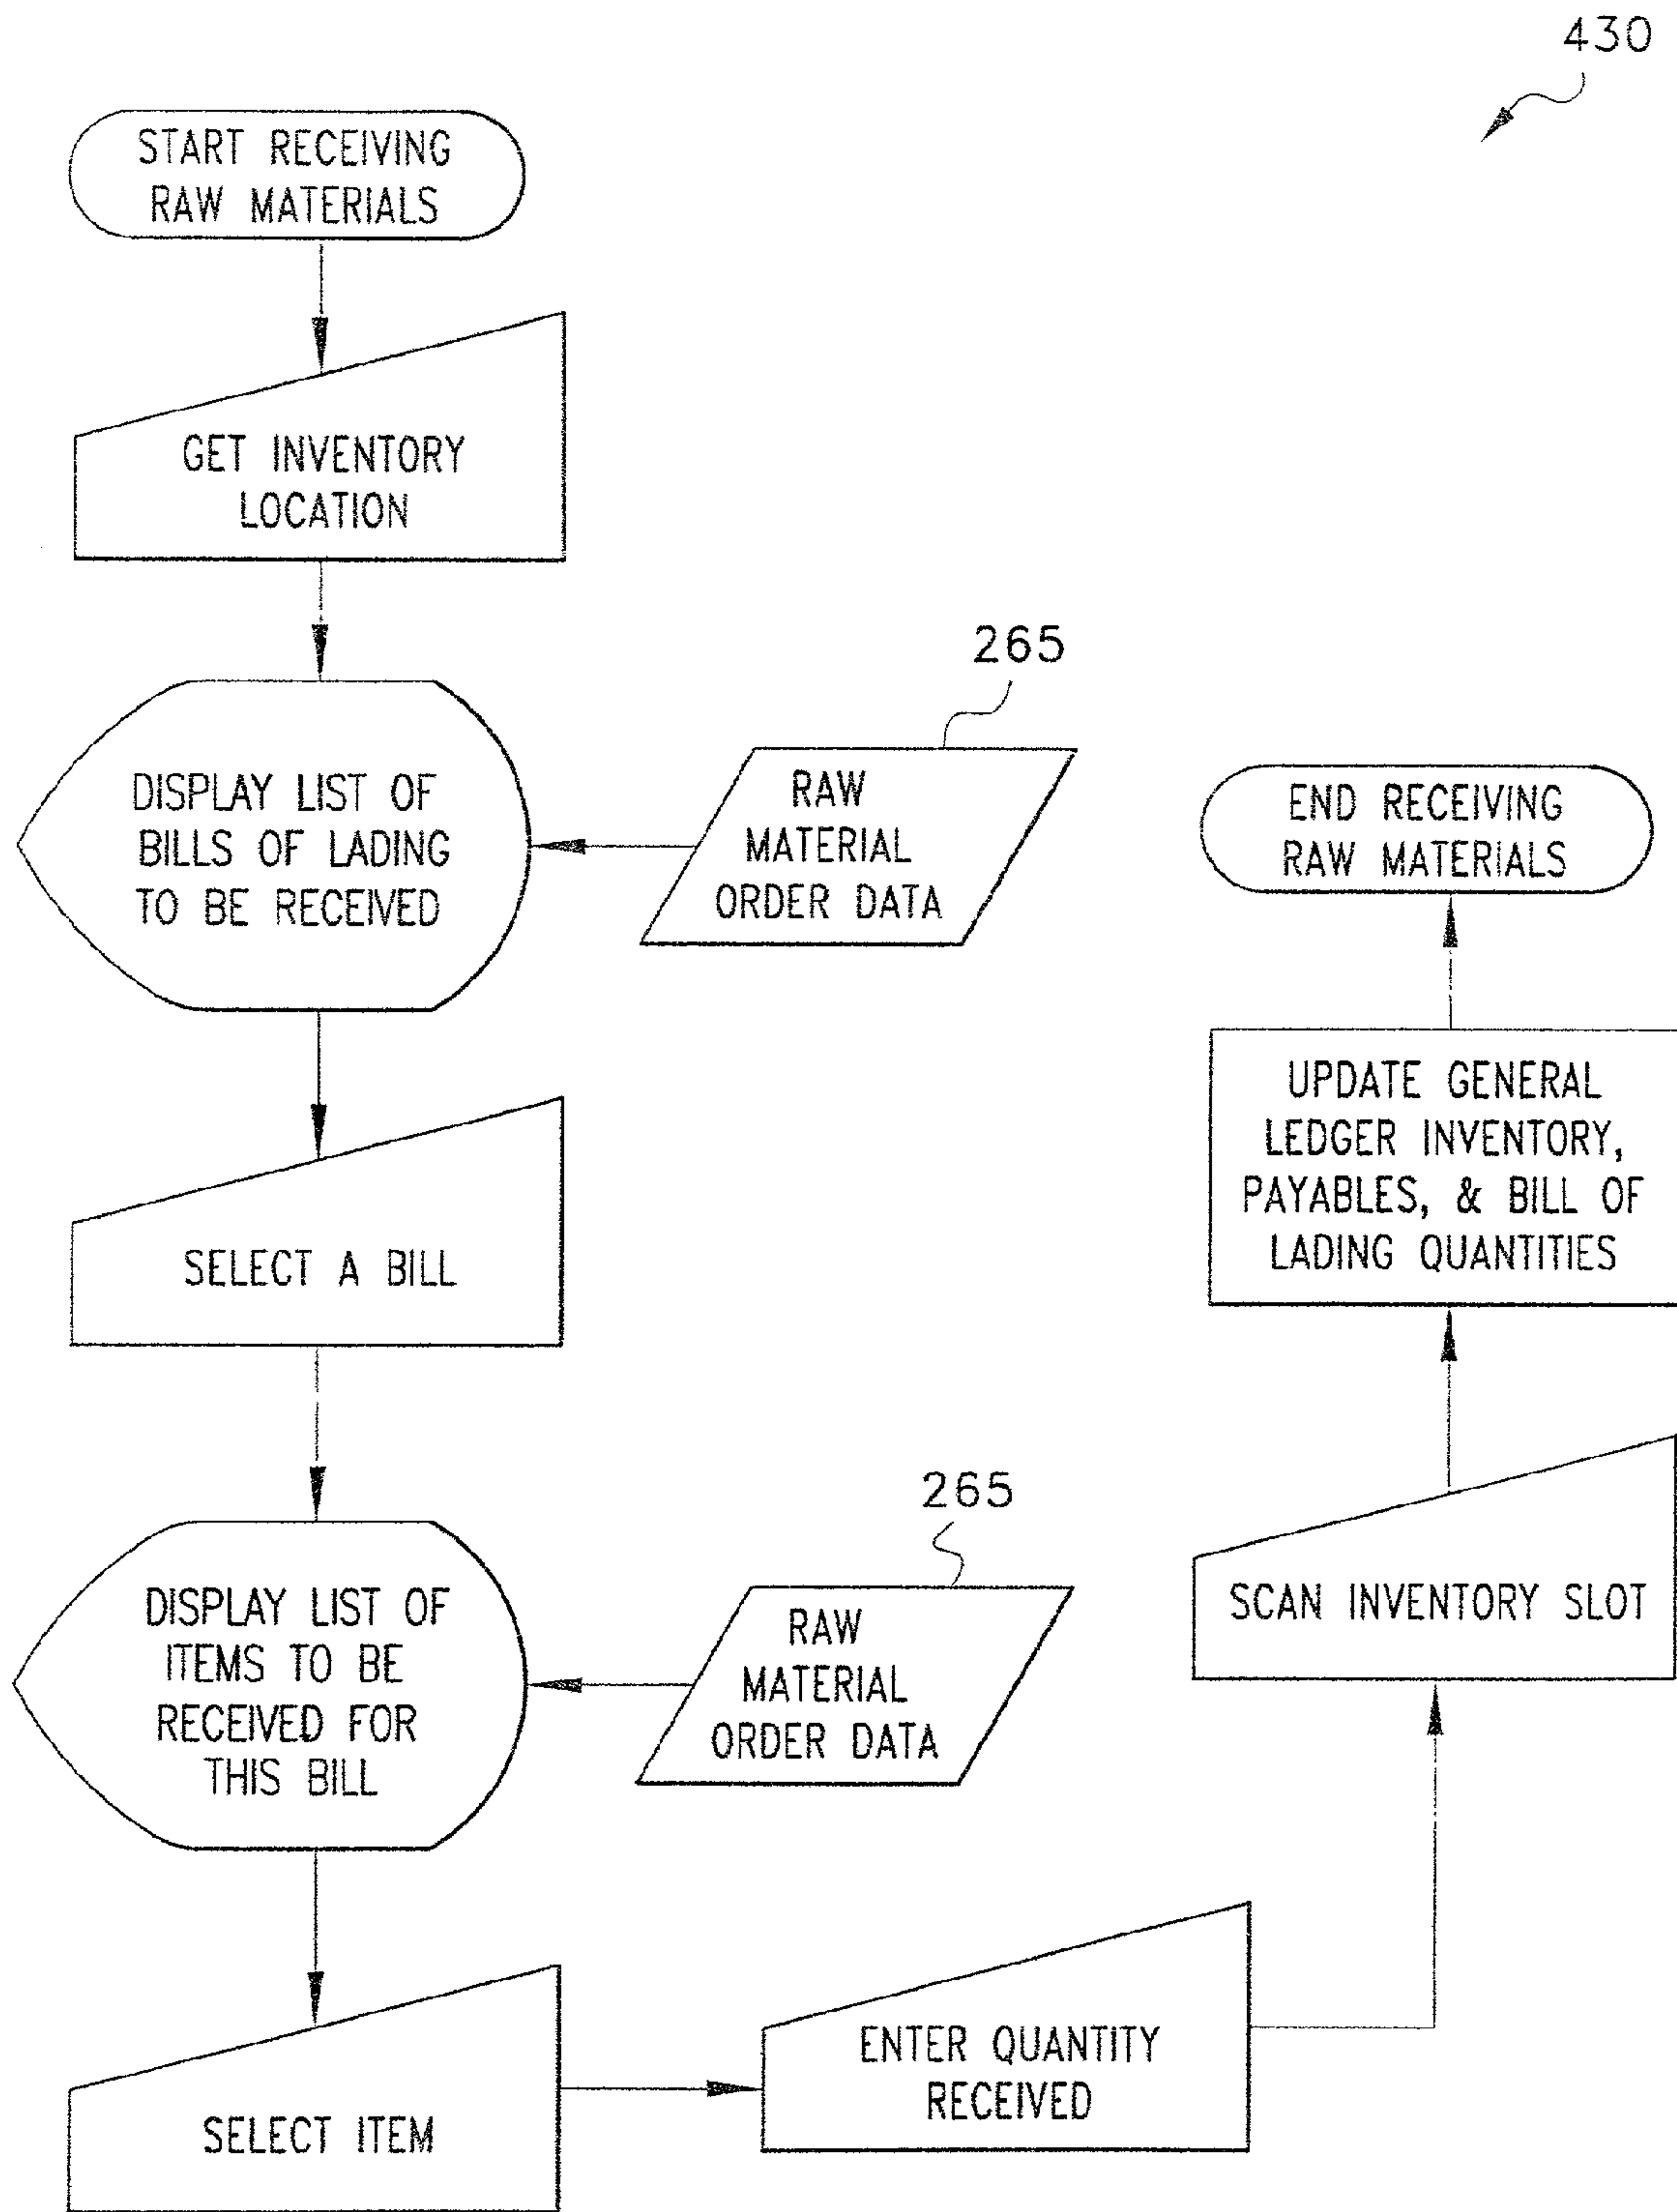 430
START RECEIVING
RAW MATERIALS
GET INVENTORY
LOCATION
265
DISPLAY LIST OF
BILLS OF LADING
TO BE RECEIVED
RAW
MATERIAL
ORDER DATA
SELECT A BILL
265
DISPLAY LIST OF
ITEMS TO BE
RECEIVED FOR
THIS BILL
RAW
MATERIAL
ORDER DATA
SELECT ITEM
ENTER QUANTITY
RECEIVED
SCAN INVENTORY SLOT
UPDATE GENERAL
LEDGER INVENTORY,
PAYABLES, & BILL OF
LADING QUANTITIES
END RECEIVING
RAW MATERIALS